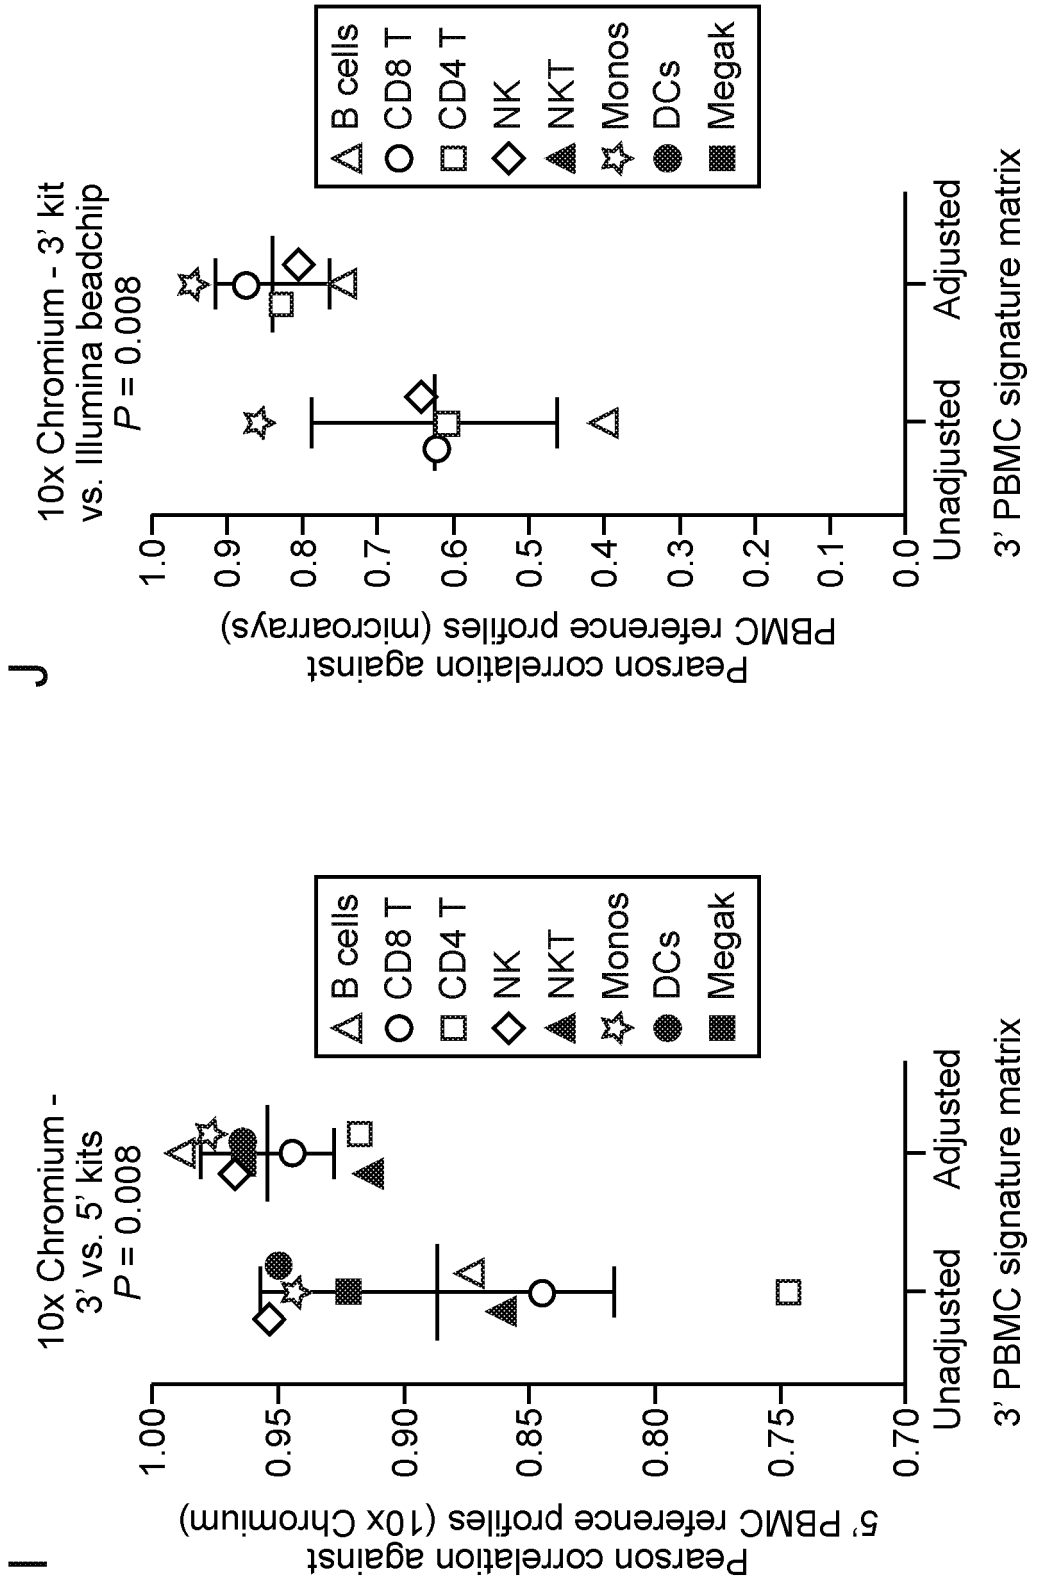 I
10x Chromium -
3’ vs. 5’ kits
P = 0.008
Pearson correlation against
5’ PBMC reference profiles (10x Chromium)
1.00
0.95
0.90
0.85
0.80
0.75
0.70
Unadjusted
Adjusted
3’ PBMC signature matrix
B cells
CD8 T
CD4 T
NK
NKT
Monos
DCs
Megak
J
10x Chromium - 3’ kit
vs. Illumina beadchip
P = 0.008
Pearson correlation against
PBMC reference profiles (microarrays)
1.0
0.9
0.8
0.7
0.6
0.5
0.4
0.3
0.2
0.1
0.0
Unadjusted
Adjusted
3’ PBMC signature matrix
B cells
CD8 T
CD4 T
NK
NKT
Monos
DCs
Megak